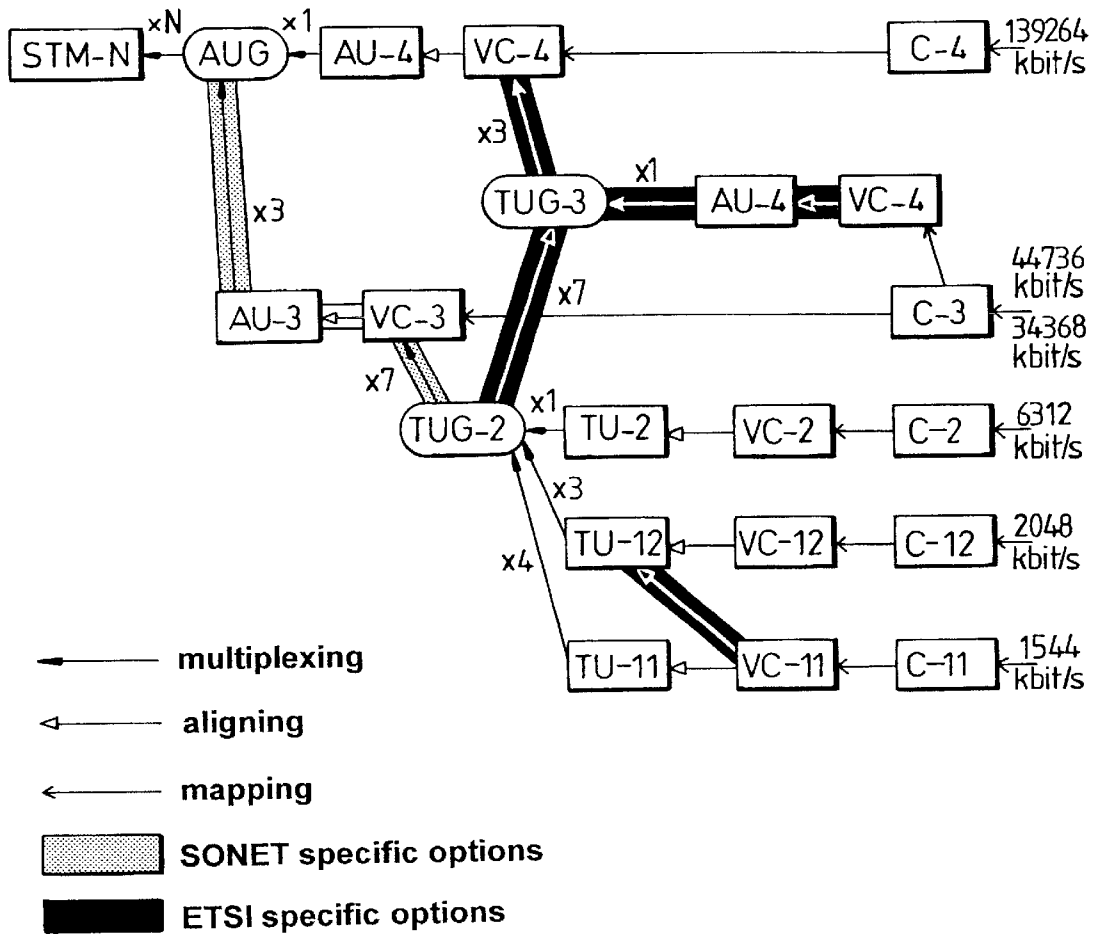 xN
x1
STM-N
AUG
AU-4
VC-4
C-4
139264
kbit/s
x3
x1
TUG-3
AU-4
VC-4
x3
44736
kbit/s
x7
AU-3
VC-3
C-3
34368
kbit/s
x7
x1
TUG-2
TU-2
VC-2
C-2
6312
kbit/s
x3
TU-12
VC-12
C-12
2048
kbit/s
x4
TU-11
VC-11
C-11
1544
kbit/s
multiplexing
aligning
mapping
SONET specific options
ETSI specific options